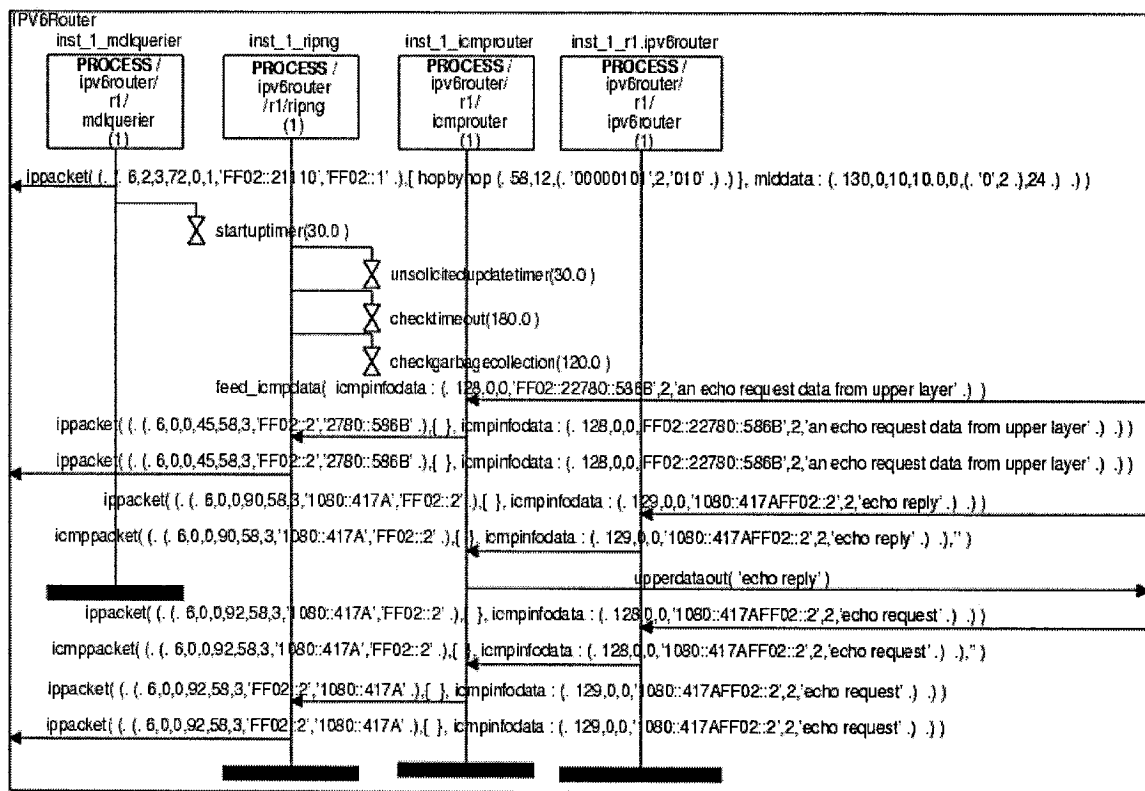 IPV6Router
inst_1_mdlquerier
inst_1_ripng
inst_1_icmprouter
inst_1_r1.ipv6router
PROCESS /
ipv6router/
r1/
mdlquerier
(1)
PROCESS /
ipv6router
/r1/ripng
(1)
PROCESS /
ipv6router/
r1/
icmprouter
(1)
PROCESS /
ipv6router/
r1/
ipv6router
(1)
ippacket( (. (. 6,2,3,72,0,1,'FF02::21110','FF02::1' .),{ hopbyhop (. 58,12,(. '00000101',2,'010' .) .) }, mlddata : (. 130,0,10,10.0,0,(. '0',2 .),24 .) .) )
startuptimer(30.0 )
unsolicitedupdatetimer(30.0 )
checktimeout(180.0 )
checkgarbagecollection(120.0 )
feed_icmpdata( icmpinfodata : (. 128,0,0,'FF02::22780::586B',2,'an echo request data from upper layer' .) )
ippacket( (. (. 6,0,0,45,58,3,'FF02::2','2780::586B' .),{ }, icmpinfodata : (. 128,0,0,'FF02::22780::586B',2,'an echo request data from upper layer' .) .) )
ippacket( (. (. 6,0,0,45,58,3,'FF02::2','2780::586B' .),{ }, icmpinfodata : (. 128,0,0,'FF02::22780::586B',2,'an echo request data from upper layer' .) .) )
ippacket( (. (. 6,0,0,90,58,3,'1080::417A','FF02::2' .),{ }, icmpinfodata : (. 129,0,0,'1080::417AFF02::2',2,'echo reply' .) .) )
icmppacket( (. (. 6,0,0,90,58,3,'1080::417A','FF02::2' .),{ }, icmpinfodata : (. 129,0,0,'1080::417AFF02::2',2,'echo reply' .) .),'' )
upperdataout( 'echo reply' )
ippacket( (. (. 6,0,0,92,58,3,'1080::417A','FF02::2' .),{ }, icmpinfodata : (. 128,0,0,'1080::417AFF02::2',2,'echo request' .) .) )
icmppacket( (. (. 6,0,0,92,58,3,'1080::417A','FF02::2' .),{ }, icmpinfodata : (. 128,0,0,'1080::417AFF02::2',2,'echo request' .) .),'' )
ippacket( (. (. 6,0,0,92,58,3,'FF02::2','1080::417A' .),{ }, icmpinfodata : (. 129,0,0,'1080::417AFF02::2',2,'echo request' .) .) )
ippacket( (. (. 6,0,0,92,58,3,'FF02::2','1080::417A' .),{ }, icmpinfodata : (. 129,0,0,'1080::417AFF02::2',2,'echo request' .) .) )